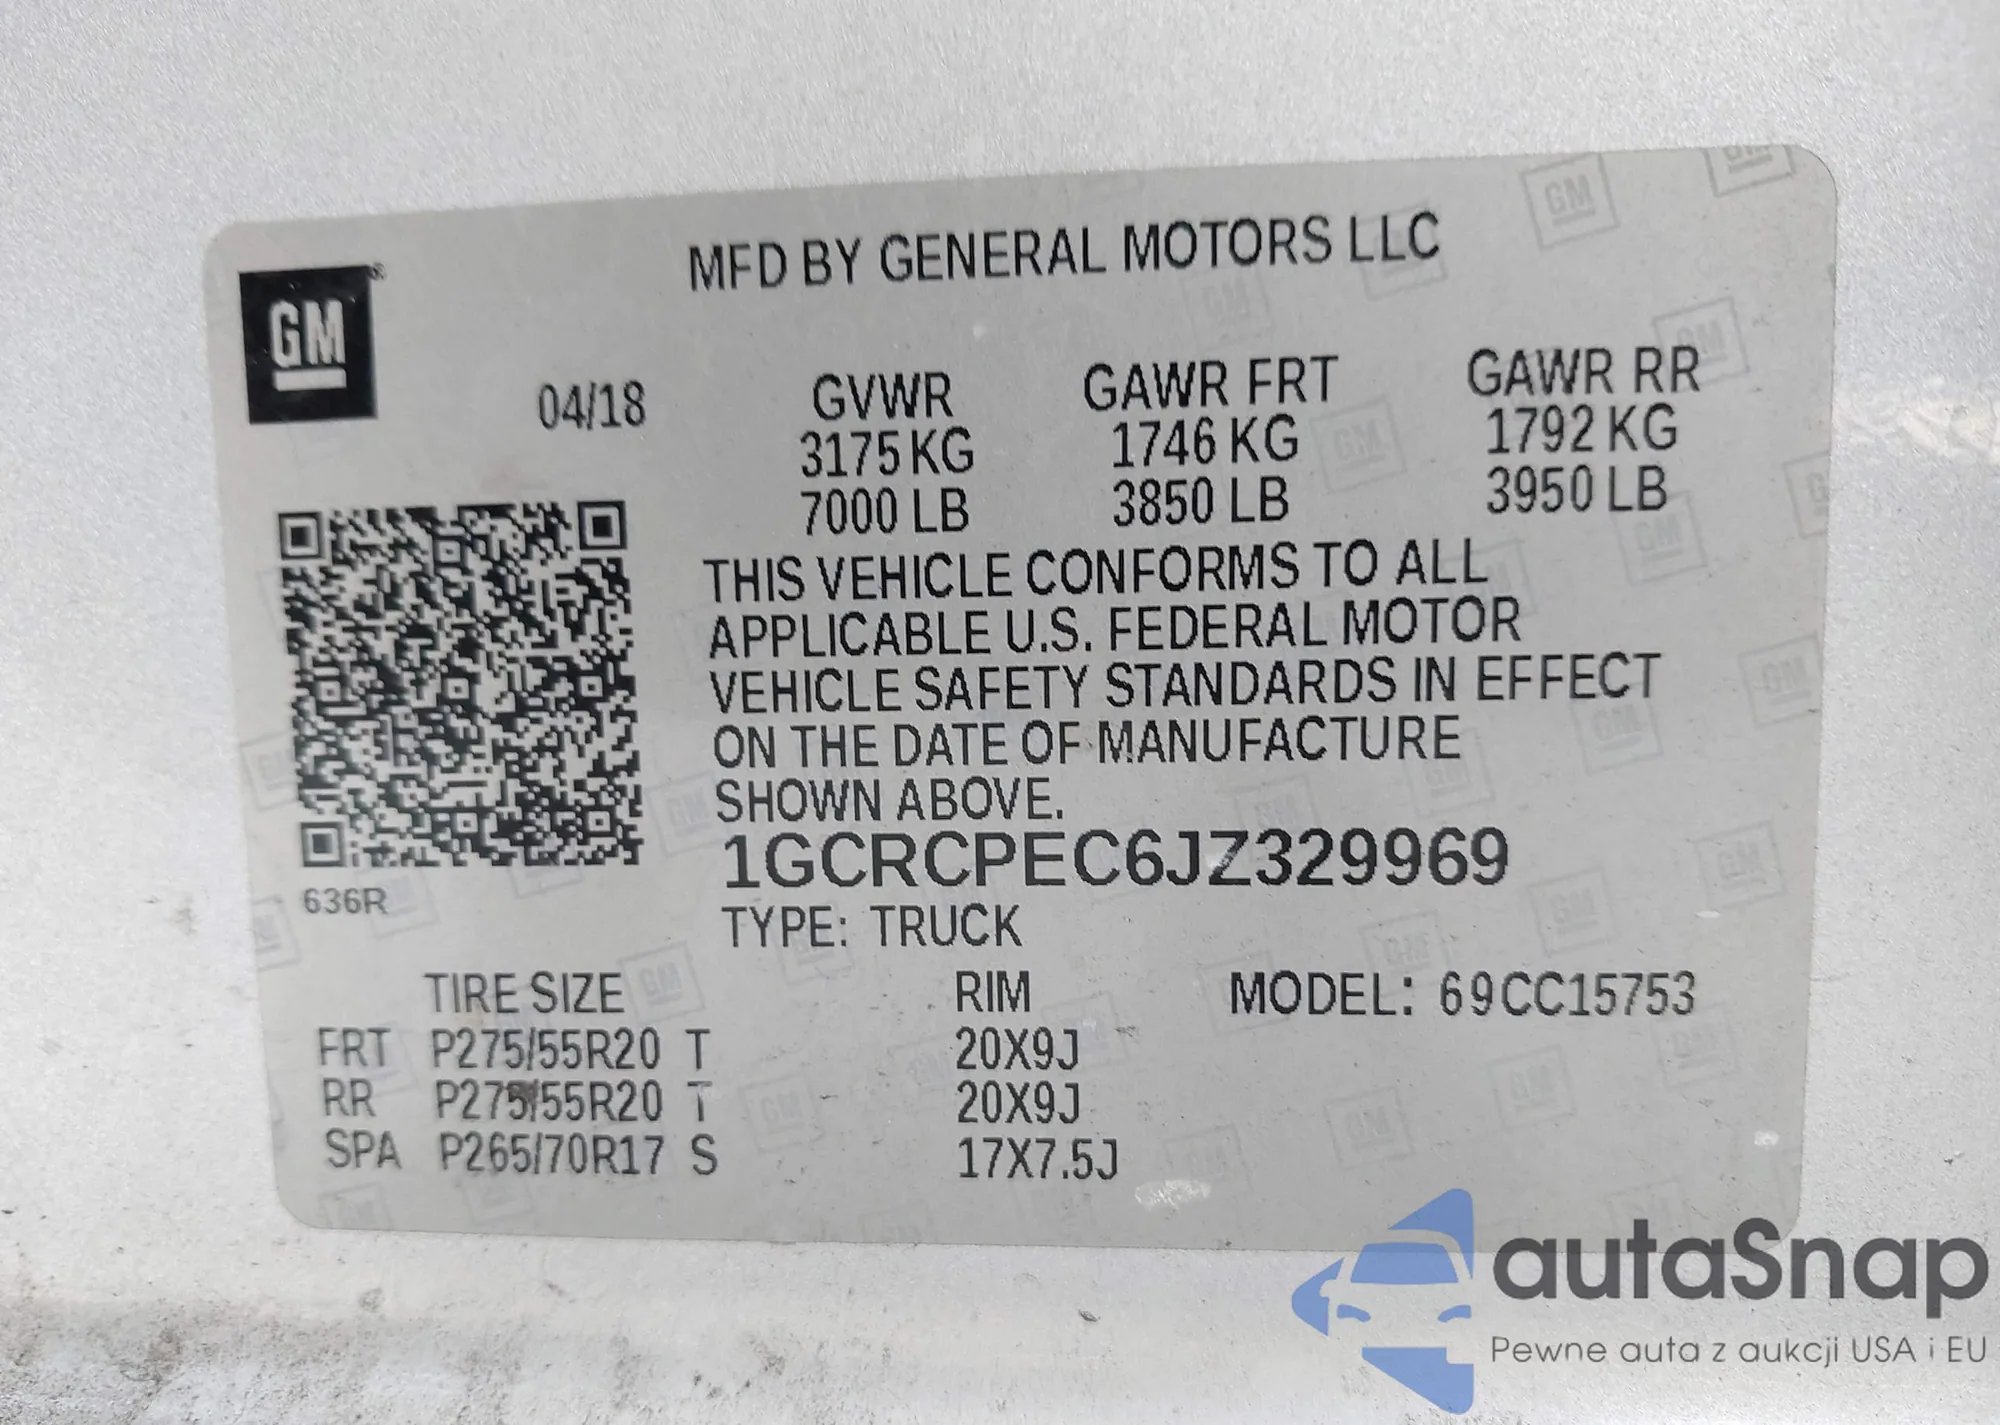 MFD BY GENERAL MOTORS LLC
GM
04/18 GVWR GAWR FRT GAWR RR
3175 KG 1746 KG 1792 KG
7000 LB 3850 LB 3950 LB
THIS VEHICLE CONFORMS TO ALL
APPLICABLE U.S. FEDERAL MOTOR
VEHICLE SAFETY STANDARDS IN EFFECT
ON THE DATE OF MANUFACTURE
SHOWN ABOVE.
1GCRCPEC6JZ329969
636R
TYPE: TRUCK
TIRE SIZE RIM MODEL: 69CC15753
FRT P275/55R20 T 20X9J
RR P275/55R20 T 20X9J
SPA P265/70R17 S 17X7.5J
autaSnap
Pewne auta z aukcji USA i EU